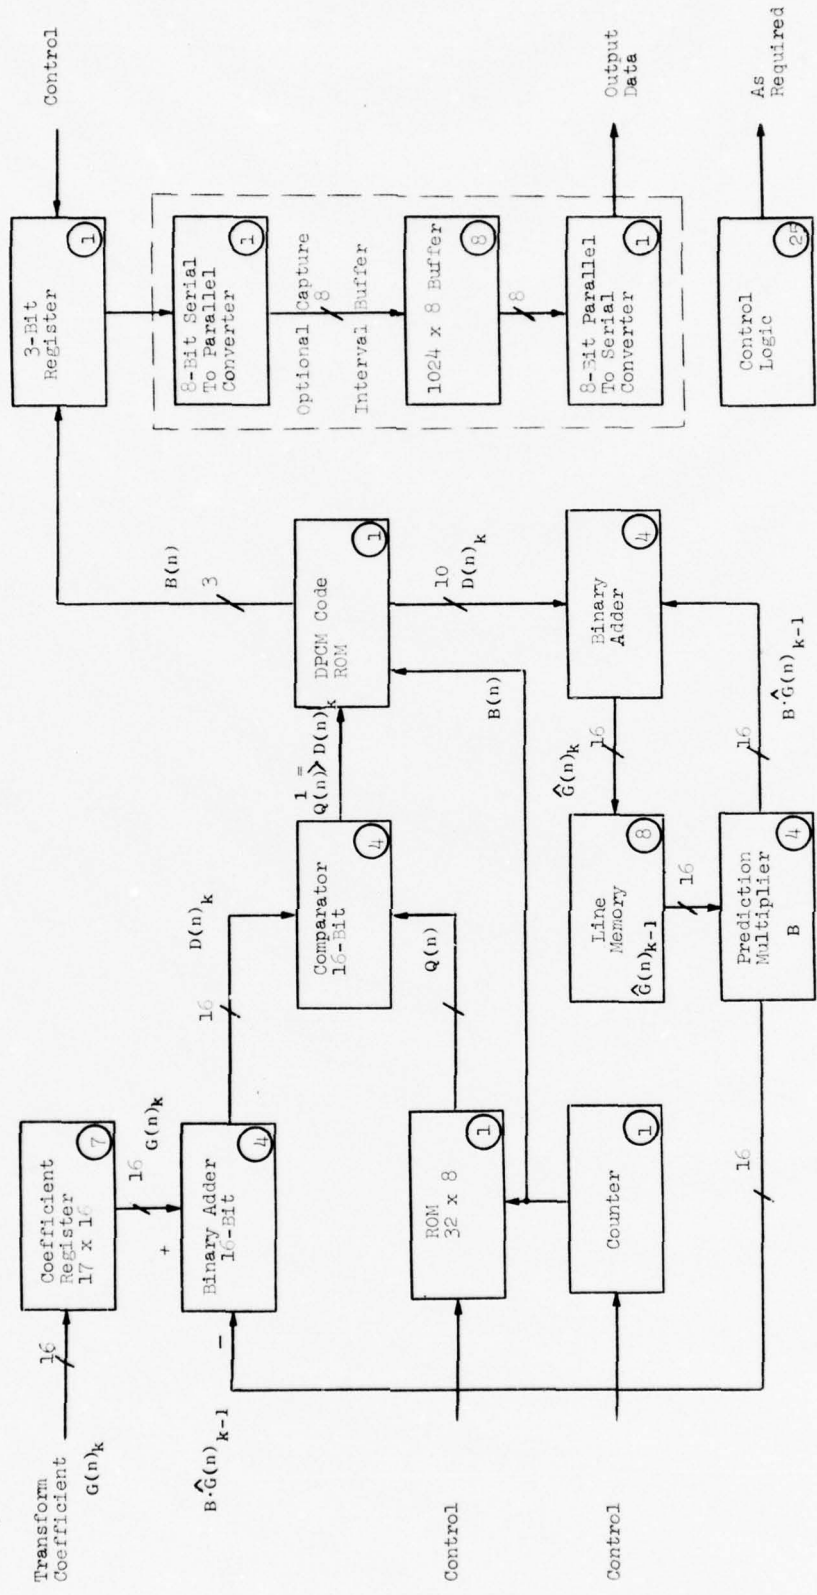 Transform
Coefficient
G(n)k
16
Coefficient
Register
17 x 16
7
16
G(n)k
+
B·Ĝ(n)k-1
−
Binary Adder
16-Bit
4
16
D(n)k
Comparator
16-Bit
4
1 =
Q(n)> D(n)k
DPCM Code
ROM
1
B(n)
3
3-Bit
Register
1
Control
8-Bit Serial
To Parallel
Converter
1
Optional Capture
8
Interval Buffer
1024 x 8 Buffer
8
8
8-Bit Parallel
To Serial
Converter
1
Output
Data
Control
Logic
25
As
Required
Control
ROM
32 x 8
1
Q(n)
B(n)
10
D(n)k
Control
Counter
1
Binary
Adder
4
Ĝ(n)k
16
Line
Memory
Ĝ(n)k-1
8
16
Prediction
Multiplier
B
4
16
B·Ĝ(n)k-1
16